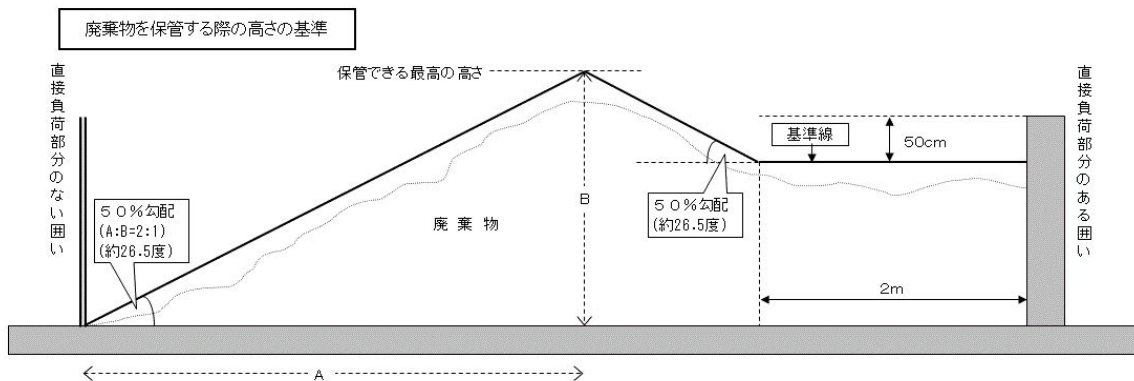 廃棄物を保管する際の高さの基準
直接負荷部分のない囲い
保管できる最高の高さ
直接負荷部分のある囲い
基準線
50cm
50%勾配
(A:B=2:1)
(約26.5度)
廃棄物
B
50%勾配
(約26.5度)
2m
A